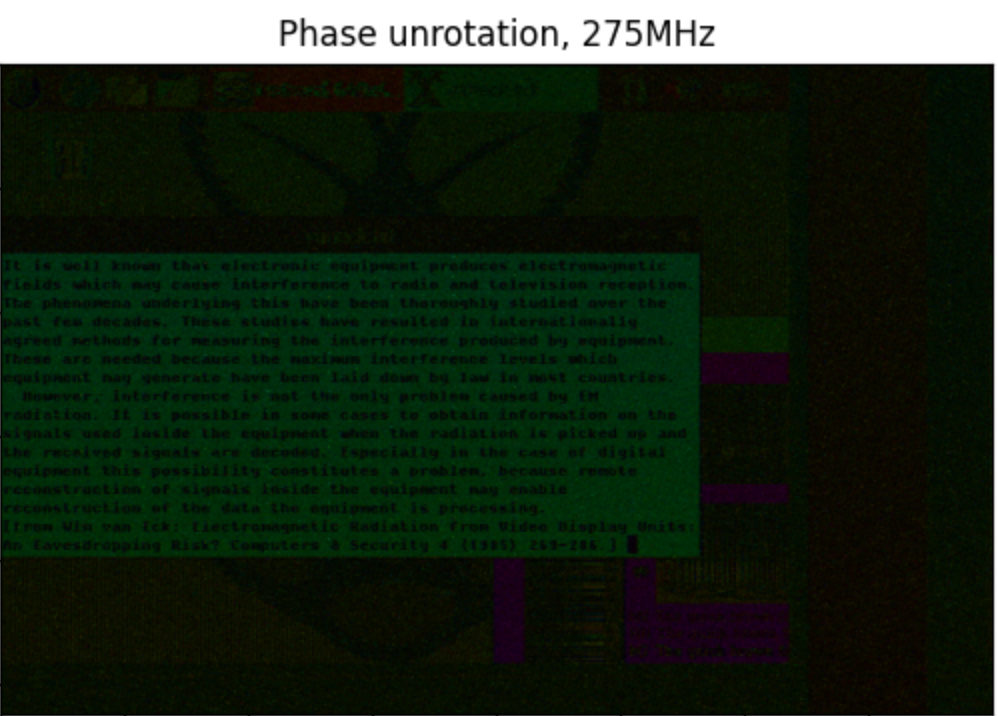 Phase unrotation, 275MHz
It is well known that electronic equipment produces electromagnetic
fields which may cause interference to radio and television reception.
The phenomena underlying this have been thoroughly studied over the
past few decades. These studies have resulted in internationally
agreed methods for measuring the interference produced by equipment.
These are needed because the maximum interference levels which
equipment may generate have been laid down by law in most countries.
However, interference is not the only problem caused by EM
radiation. It is possible in some cases to obtain information on the
signals used inside the equipment when the radiation is picked up and
the received signals are decoded. Especially in the case of digital
equipment this possibility constitutes a problem, because remote
reconstruction of signals inside the equipment may enable
reconstruction of the data the equipment is processing.
[from Wim van Eck: Electromagnetic Radiation from Video Display Units:
An Eavesdropping Risk? Computers & Security 4 (1985) 269-286.]